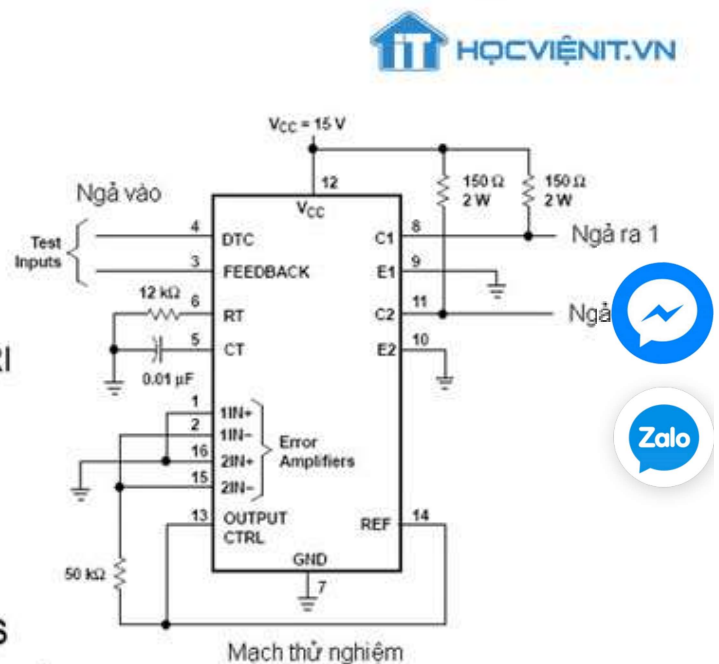 HỌCVIỆNIT.VN
VCC = 15 V
12
VCC
150 Ω
2 W
150 Ω
2 W
Ngả vào
Test
Inputs
4
DTC
3
FEEDBACK
C1
8
Ngả ra 1
E1
9
12 kΩ
6
RT
C2
11
Ngả
5
CT
E2
10
0.01 µF
1
1IN+
2
1IN−
16
2IN+
15
2IN−
Error
Amplifiers
13
OUTPUT
CTRL
REF
14
GND
7
50 kΩ
Mạch thử nghiệm
Zalo